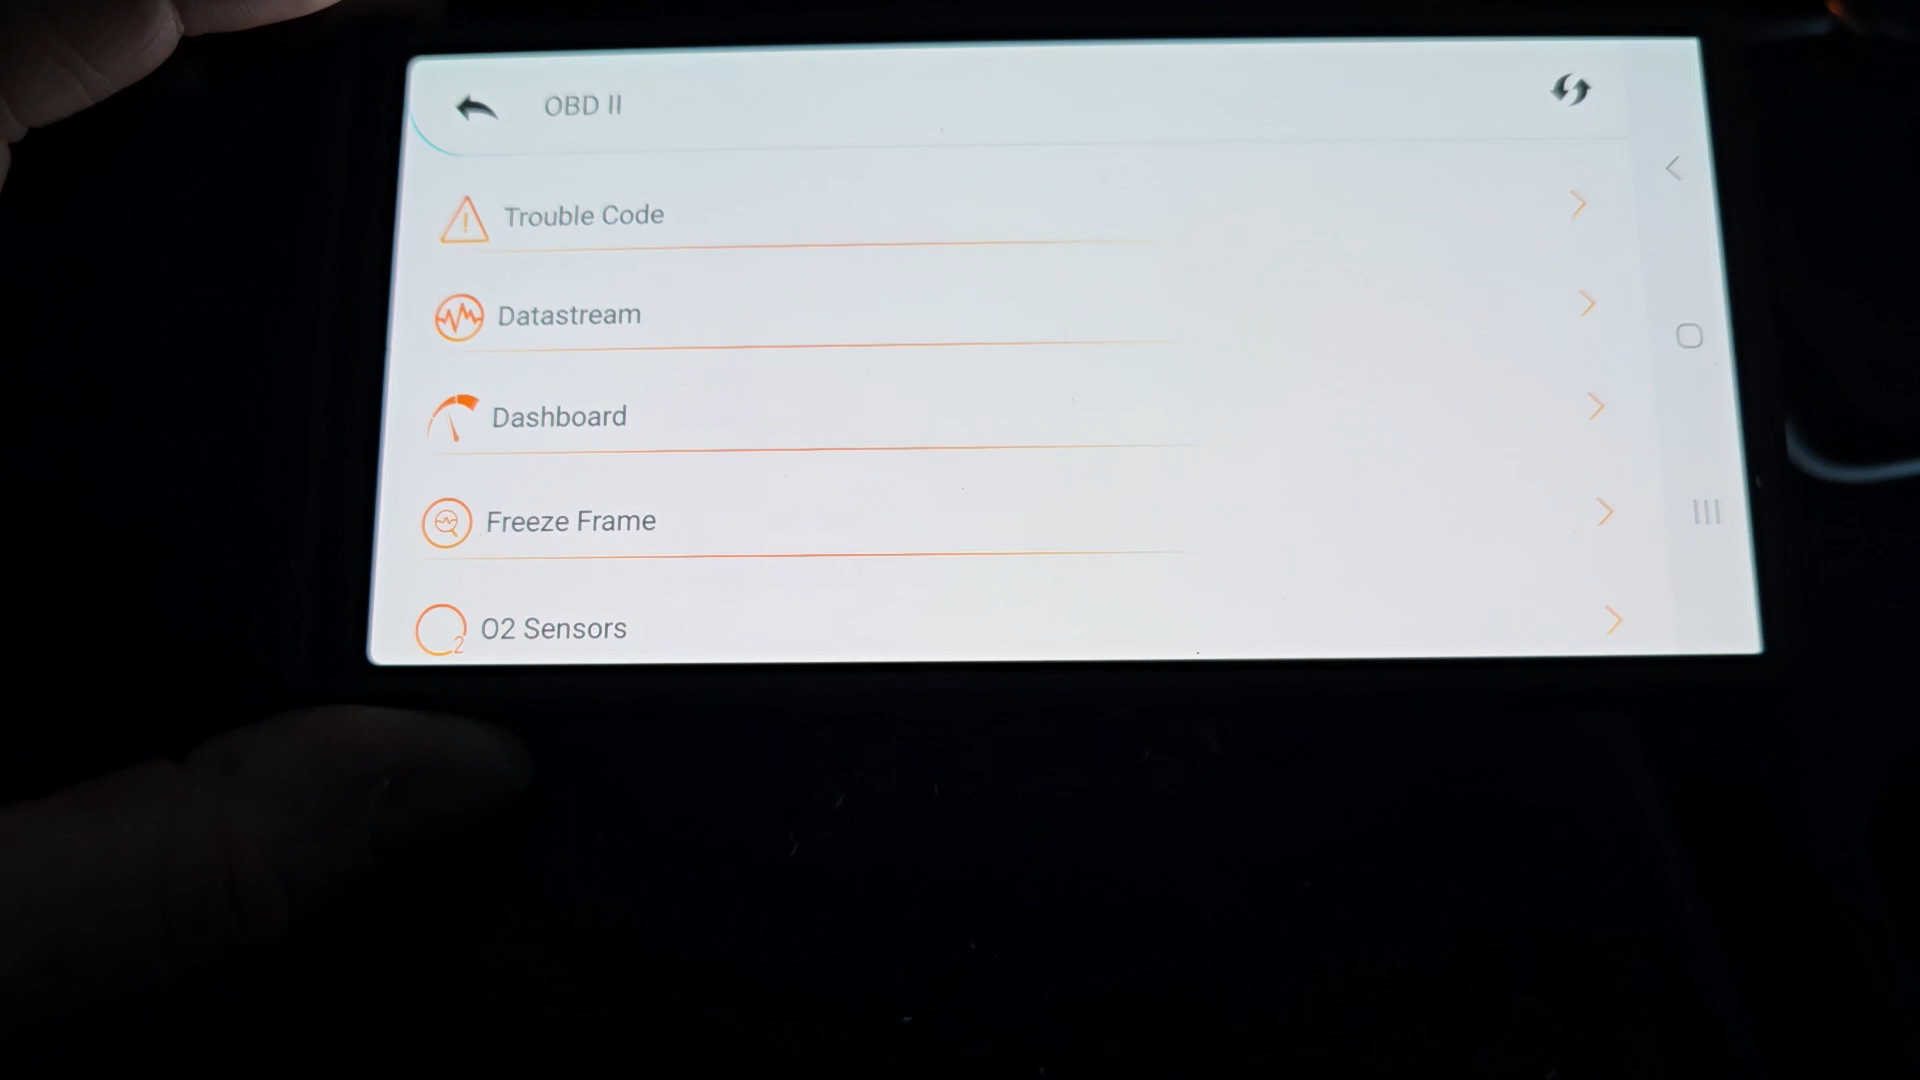 OBD II
Trouble Code
Datastream
Dashboard
Freeze Frame
O2 Sensors